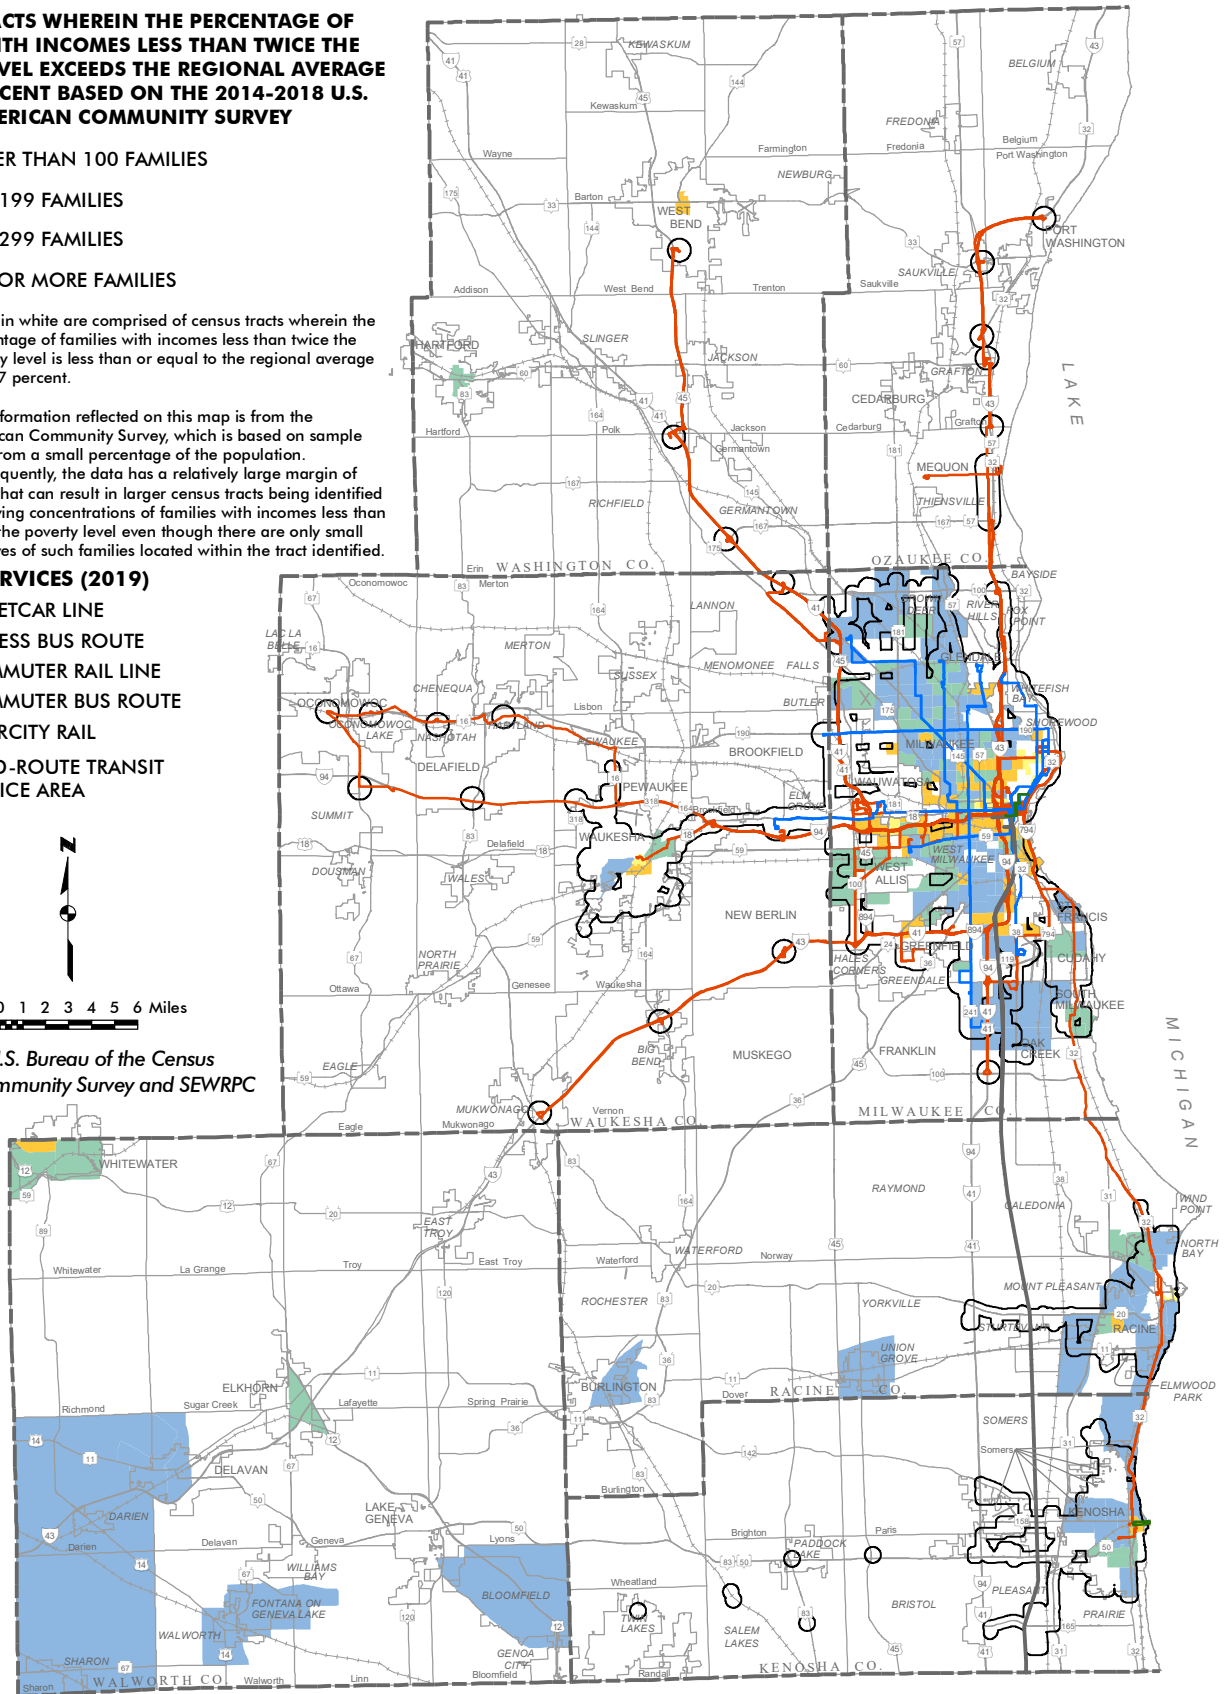 ACTS WHEREIN THE PERCENTAGE OF
ITH INCOMES LESS THAN TWICE THE
EVEL EXCEEDS THE REGIONAL AVERAGE
CENT BASED ON THE 2014-2018 U.S.
ERICAN COMMUNITY SURVEY
ER THAN 100 FAMILIES
199 FAMILIES
299 FAMILIES
OR MORE FAMILIES
in white are comprised of census tracts wherein the
ntage of families with incomes less than twice the
y level is less than or equal to the regional average
7 percent.
formation reflected on this map is from the
can Community Survey, which is based on sample
rom a small percentage of the population.
quently, the data has a relatively large margin of
hat can result in larger census tracts being identified
ving concentrations of families with incomes less than
the poverty level even though there are only small
es of such families located within the tract identified.
RVICES (2019)
ETCAR LINE
ESS BUS ROUTE
MMUTER RAIL LINE
MMUTER BUS ROUTE
RCITY RAIL
D-ROUTE TRANSIT
ICE AREA
0 1 2 3 4 5 6 Miles
.S. Bureau of the Census
mmunity Survey and SEWRPC
KEWASKUM
Kewaskum
BELGIUM
FREDONIA
Belgium
Wayne
Farmington
Fredonia
Port Washington
NEWBURG
Barton
WEST
BEND
PORT
WASHINGTON
SAUKVILLE
Addison
West Bend
Trenton
Saukville
HARTFORD
SLINGER
JACKSON
GRAFTON
CEDARBURG
Hartford
Polk
Jackson
Cedarburg
Grafton
Germantown
MEQUON
RICHFIELD
GERMANTOWN
THIENSVILLE
LAKE
MICHIGAN
Erin
WASHINGTON CO.
OZAUKEE CO.
Oconomowoc
Merton
BAYSIDE
LANNON
BROWN
DEER
RIVER
HILLS
FOX
POINT
LAC LA
BELLE
MERTON
MENOMONEE FALLS
GLENDALE
SUSSEX
CHENEQUA
WHITEFISH
BAY
BUTLER
OCONOMOWOC
OCONOMOWOC
LAKE
NASHOTAH
HARTLAND
Lisbon
SHOREWOOD
PEWAUKEE
BROOKFIELD
MILWAUKEE
DELAFIELD
PEWAUKEE
WAUWATOSA
ELM
GROVE
SUMMIT
Brookfield
WAUKESHA
Delafield
DOUSMAN
WALES
WEST
MILWAUKEE
WEST
ALLIS
NEW BERLIN
FRANCIS
NORTH
PRAIRIE
GREENFIELD
HALES
CORNERS
CUDAHY
GREENDALE
Ottawa
Genesee
Waukesha
SOUTH
MILWAUKEE
BIG
BEND
MUSKEGO
FRANKLIN
OAK
CREEK
EAGLE
MUKWONAGO
Vernon
Eagle
Mukwonago
WAUKESHA CO.
MILWAUKEE CO.
WHITEWATER
RAYMOND
CALEDONIA
WIND
POINT
EAST
TROY
NORTH
BAY
WATERFORD
Whitewater
La Grange
Troy
East Troy
Waterford
Norway
MOUNT PLEASANT
ROCHESTER
YORKVILLE
STURTEVANT
RACINE
UNION
GROVE
ELKHORN
BURLINGTON
Dover
RACINE CO.
ELMWOOD
PARK
Richmond
Sugar Creek
Lafayette
Spring Prairie
SOMERS
Somers
DELAVAN
Burlington
LAKE
GENEVA
DARIEN
KENOSHA
Darien
Delavan
Geneva
Lyons
Brighton
Paris
PADDOCK
LAKE
WILLIAMS
BAY
BLOOMFIELD
Wheatland
FONTANA ON
GENEVA LAKE
BRISTOL
PLEASANT
PRAIRIE
TWIN
LAKES
SALEM
LAKES
WALWORTH
SHARON
GENOA
CITY
Sharon
WALWORTH CO.
Walworth
Linn
Bloomfield
Randall
KENOSHA CO.